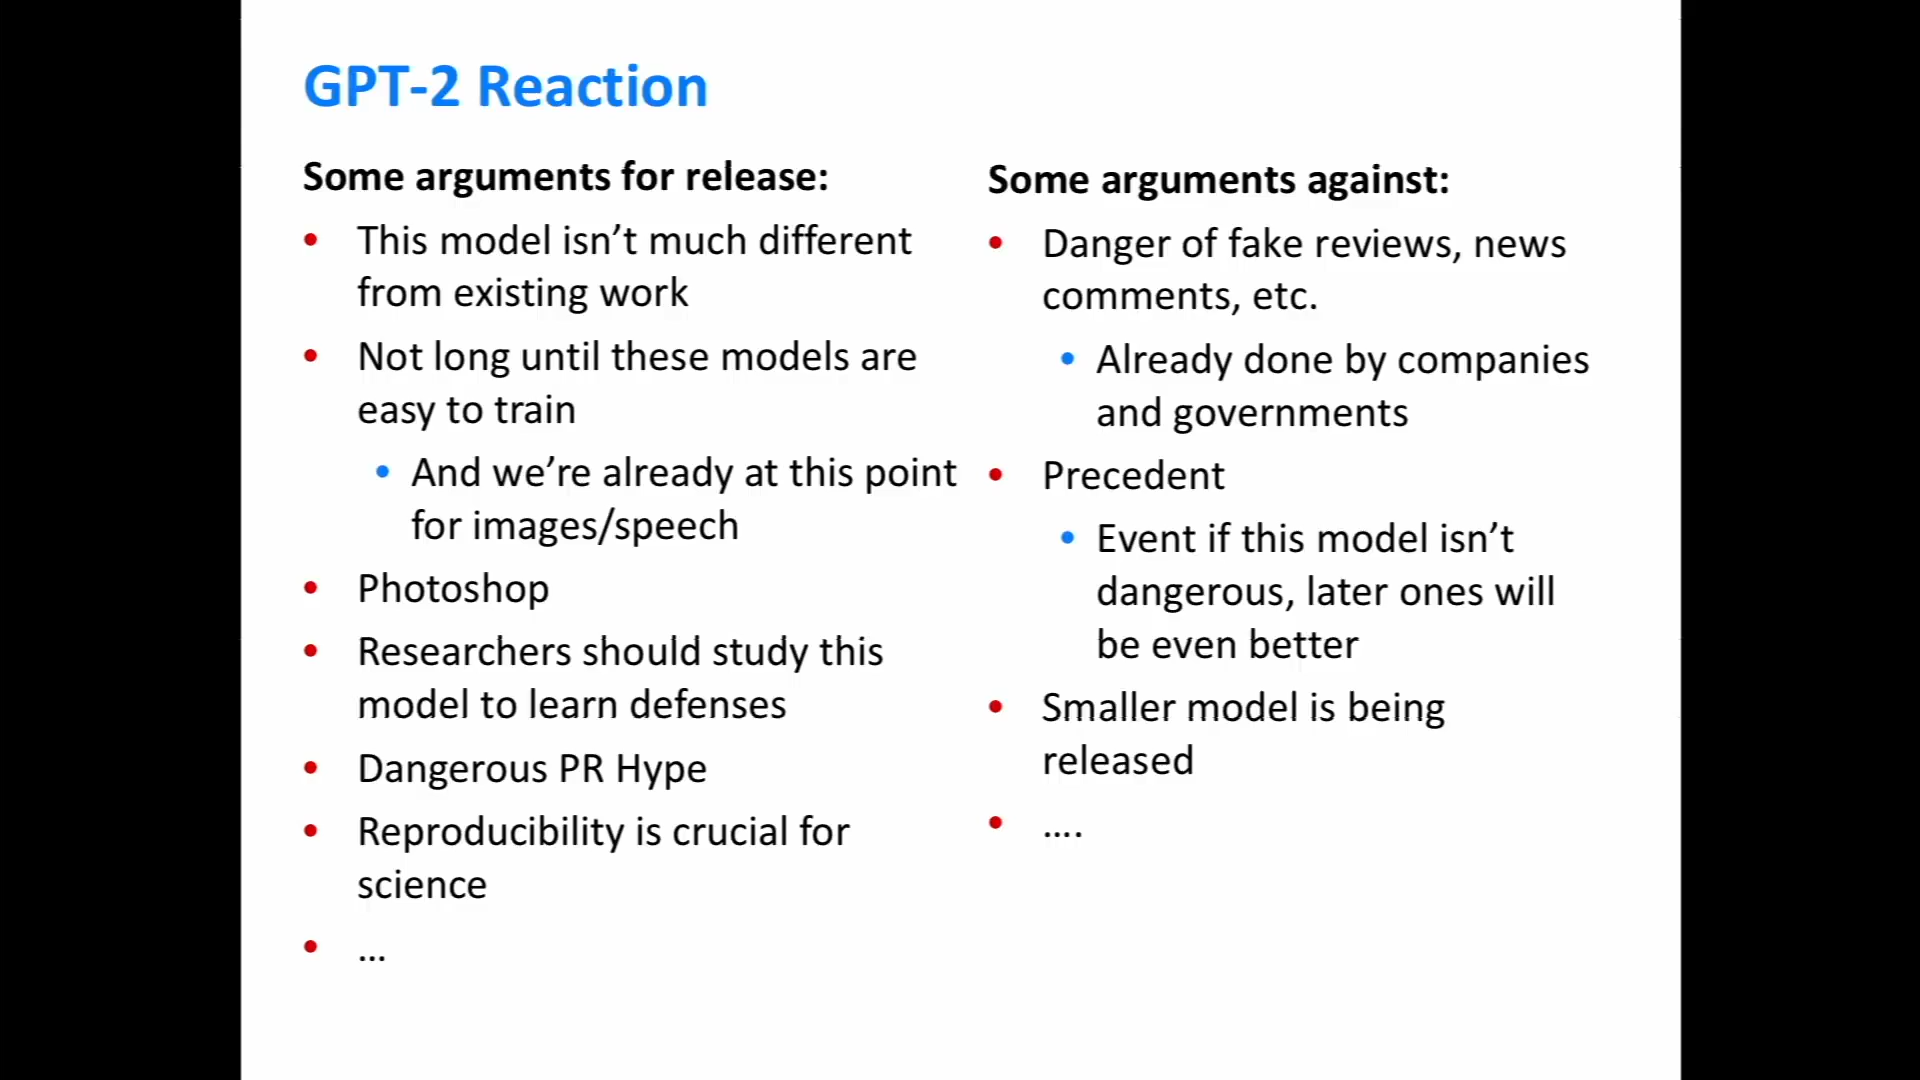 GPT-2 Reaction
Some arguments for release:
• This model isn’t much different
from existing work
• Not long until these models are
easy to train
• And we’re already at this point
for images/speech
• Photoshop
• Researchers should study this
model to learn defenses
• Dangerous PR Hype
• Reproducibility is crucial for
science
• ...
Some arguments against:
• Danger of fake reviews, news
comments, etc.
• Already done by companies
and governments
• Precedent
• Event if this model isn’t
dangerous, later ones will
be even better
• Smaller model is being
released
• ....